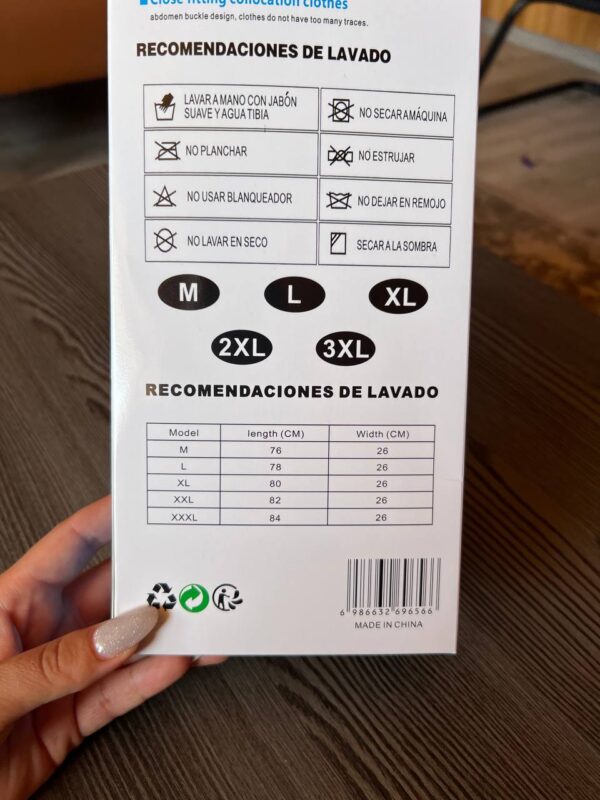 Close fitting collocation clothes
abdomen buckle design, clothes do not have too many traces.
RECOMENDACIONES DE LAVADO
LAVAR A MANO CON JABÓN
SUAVE Y AGUA TIBIA
NO SECAR A MÁQUINA
NO PLANCHAR
NO ESTRUJAR
NO USAR BLANQUEADOR
NO DEJAR EN REMOJO
NO LAVAR EN SECO
SECAR A LA SOMBRA
M L XL
2XL 3XL
RECOMENDACIONES DE LAVADO
Model length (CM) Width (CM)
M 76 26
L 78 26
XL 80 26
XXL 82 26
XXXL 84 26
6 986632 696566
MADE IN CHINA